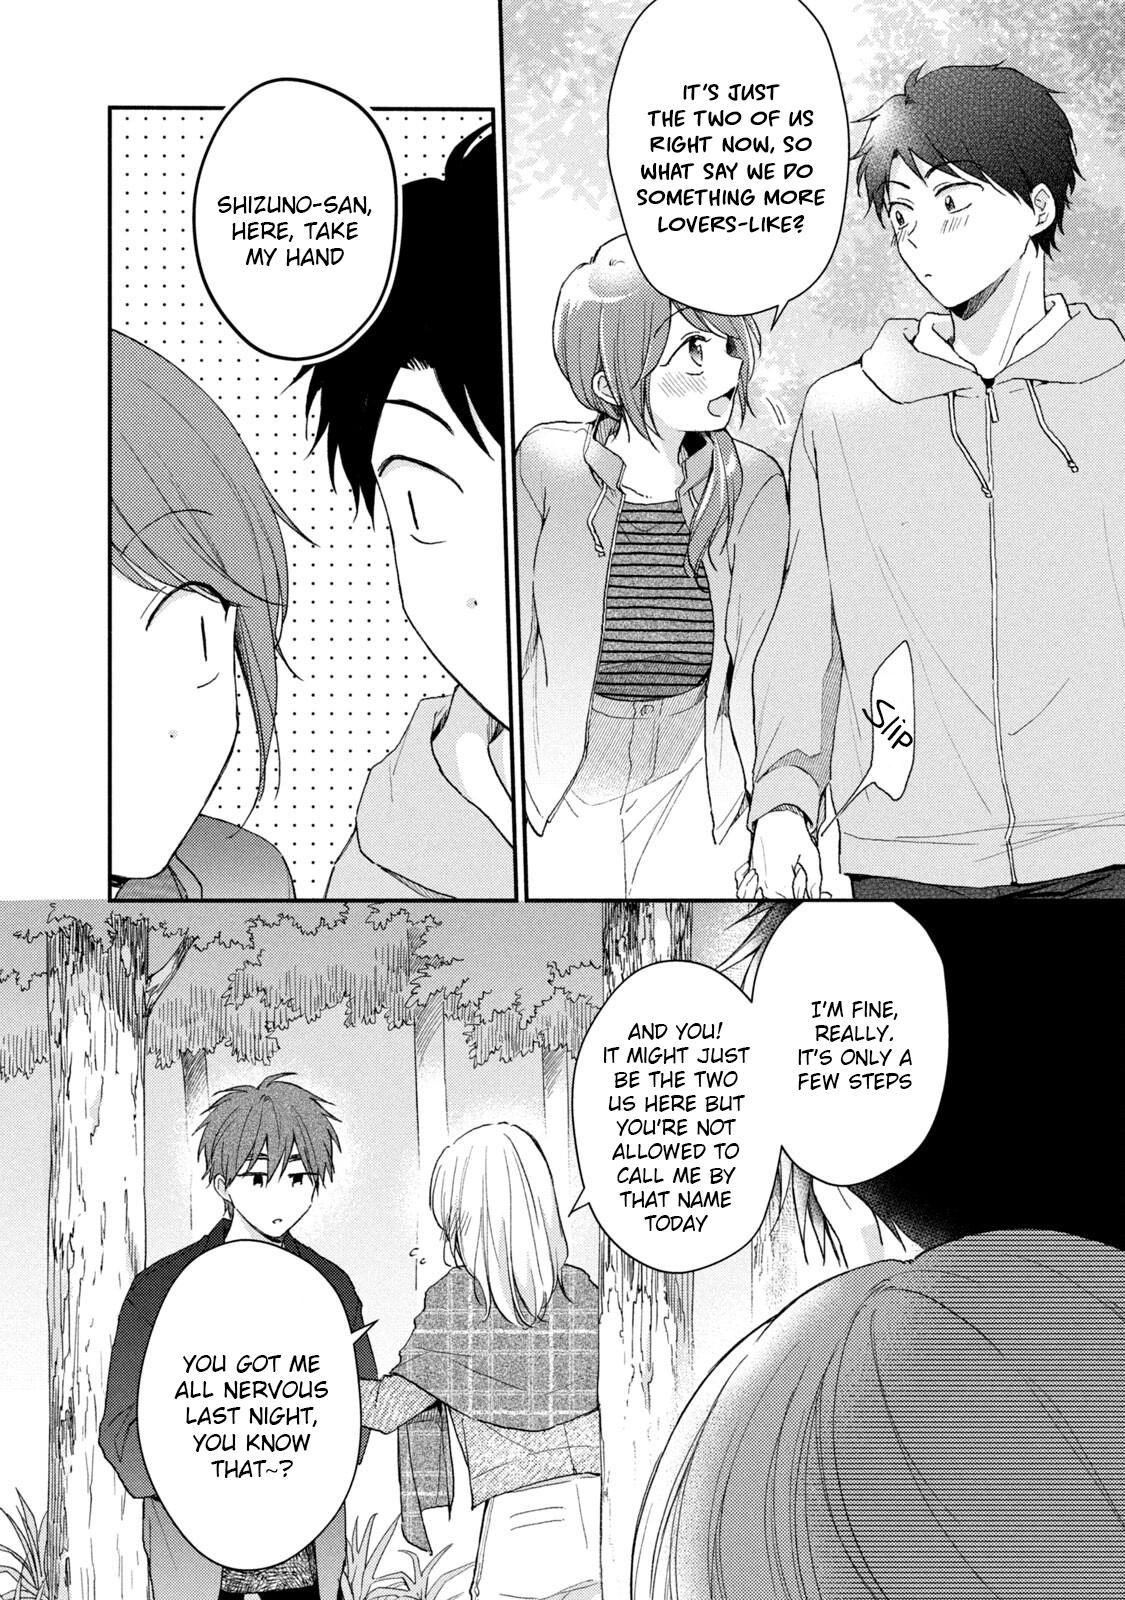 IT'S JUST
THE TWO OF US
RIGHT NOW, SO
WHAT SAY WE DO
SOMETHING MORE
LOVERS-LIKE?
SLIP
SHIZUNO-SAN,
HERE, TAKE
MY HAND
I'M FINE,
REALLY.
IT'S ONLY A
FEW STEPS
AND YOU!
IT MIGHT JUST
BE THE TWO
US HERE BUT
YOU'RE NOT
ALLOWED TO
CALL ME BY
THAT NAME
TODAY
YOU GOT ME
ALL NERVOUS
LAST NIGHT,
YOU KNOW
THAT~?